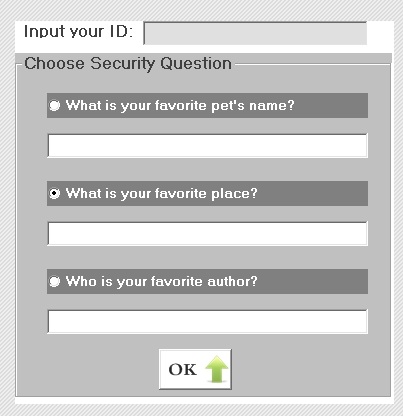 Input your ID:
Choose Security Question
What is your favorite pet's name?
What is your favorite place?
Who is your favorite author?
OK